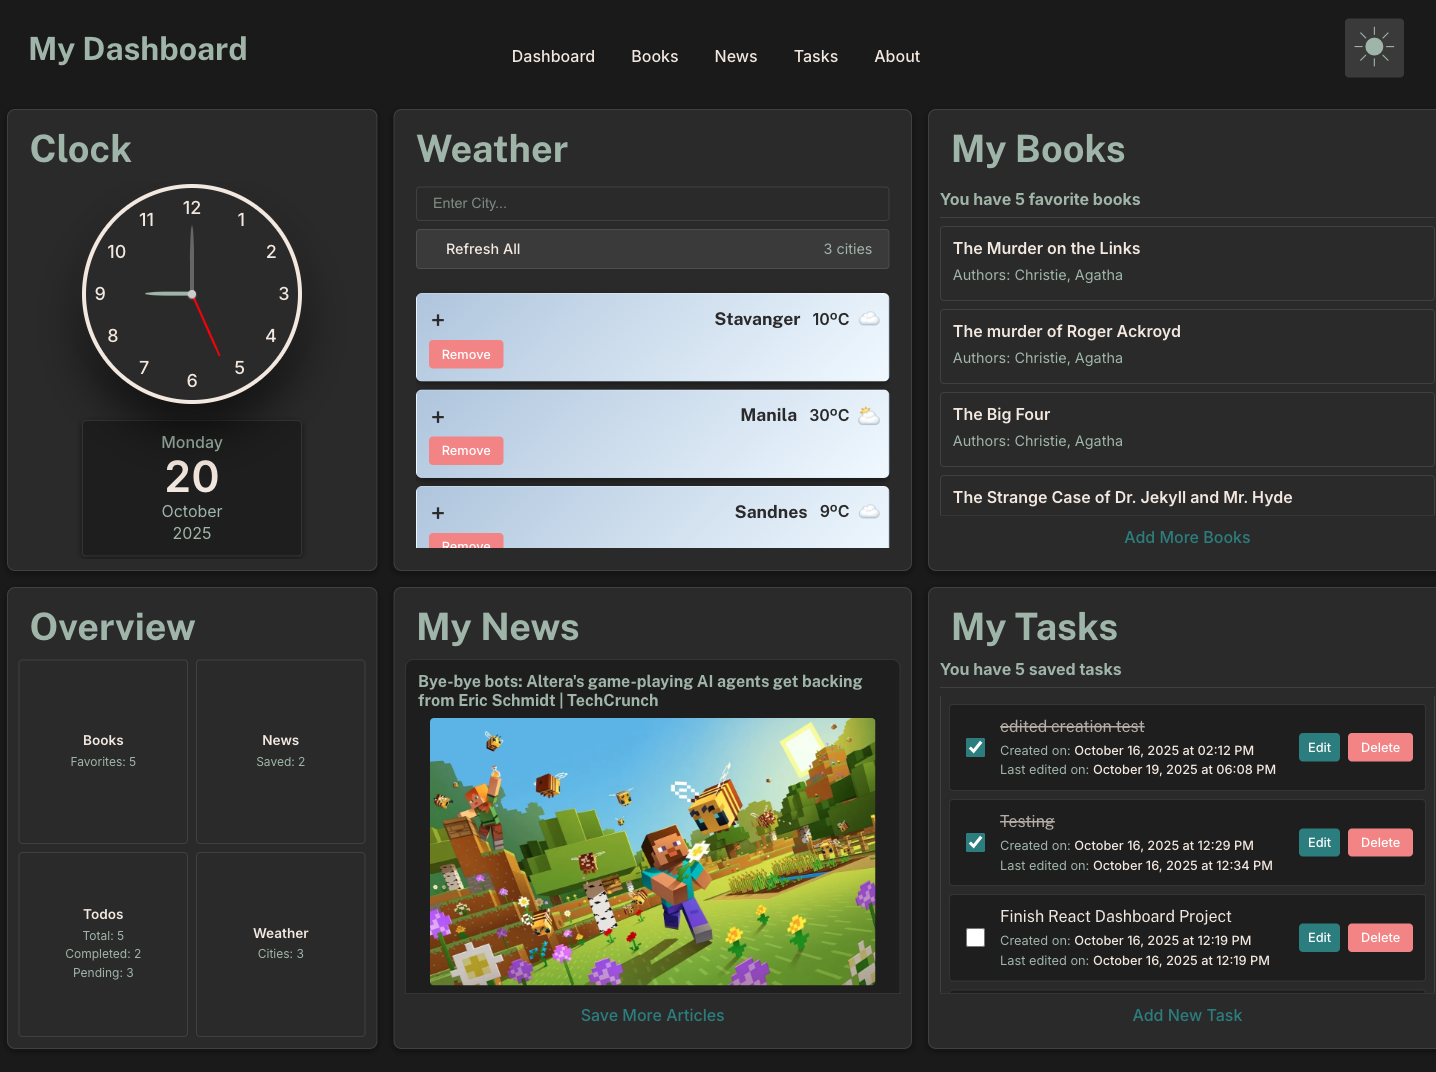 My Dashboard
Dashboard Books News Tasks About
Clock
12
1
2
3
4
5
6
7
8
9
10
11
Monday
20
October
2025
Weather
Enter City...
Refresh All 3 cities
+ Stavanger 10ºC
Remove
+ Manila 30ºC
Remove
+ Sandnes 9ºC
Remove
My Books
You have 5 favorite books
The Murder on the Links
Authors: Christie, Agatha
The murder of Roger Ackroyd
Authors: Christie, Agatha
The Big Four
Authors: Christie, Agatha
The Strange Case of Dr. Jekyll and Mr. Hyde
Add More Books
Overview
Books
Favorites: 5
News
Saved: 2
Todos
Total: 5
Completed: 2
Pending: 3
Weather
Cities: 3
My News
Bye-bye bots: Altera's game-playing AI agents get backing
from Eric Schmidt | TechCrunch
Save More Articles
My Tasks
You have 5 saved tasks
edited creation test
Created on: October 16, 2025 at 02:12 PM
Last edited on: October 19, 2025 at 06:08 PM
Edit Delete
Testing
Created on: October 16, 2025 at 12:29 PM
Last edited on: October 16, 2025 at 12:34 PM
Edit Delete
Finish React Dashboard Project
Created on: October 16, 2025 at 12:19 PM
Last edited on: October 16, 2025 at 12:19 PM
Edit Delete
Add New Task